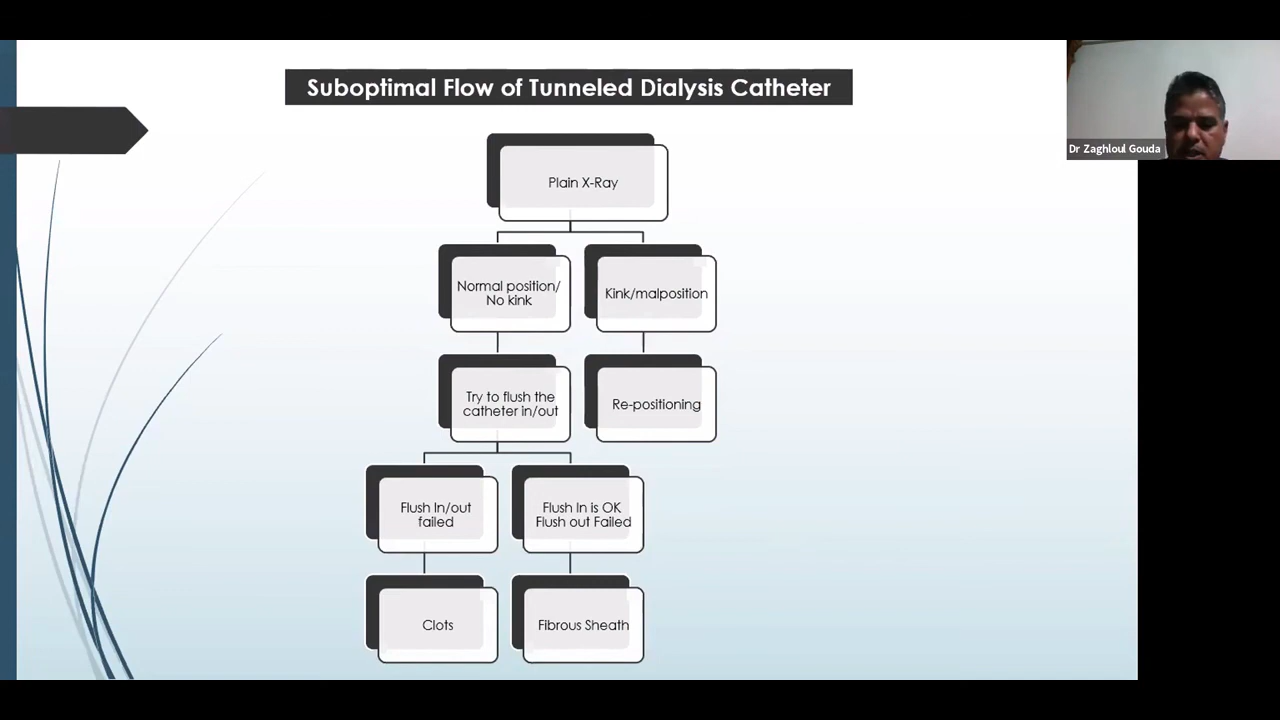 Suboptimal Flow of Tunneled Dialysis Catheter
Dr Zaghloul Gouda
Plain X-Ray
Normal position/
No kink
Kink/malposition
Try to flush the
catheter in/out
Re-positioning
Flush In/out
failed
Flush In is OK
Flush out Failed
Clots
Fibrous Sheath